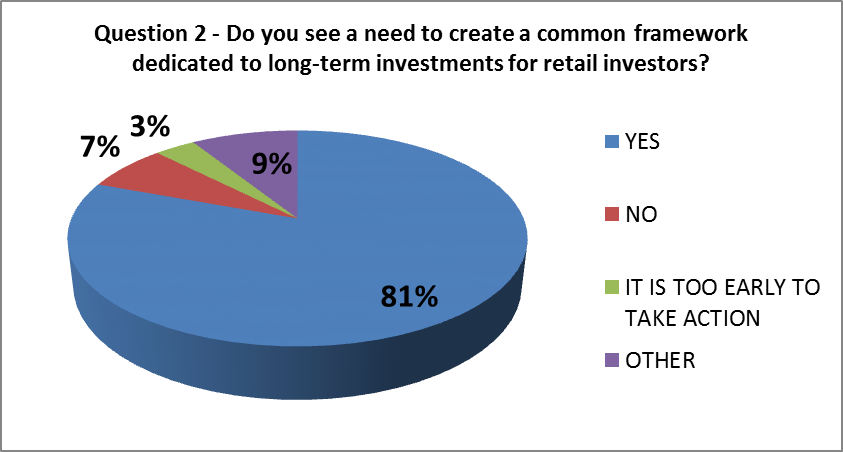 Question 2 - Do you see a need to create a common framework
dedicated to long-term investments for retail investors?
3%
7%
9%
81%
YES
NO
IT IS TOO EARLY TO
TAKE ACTION
OTHER